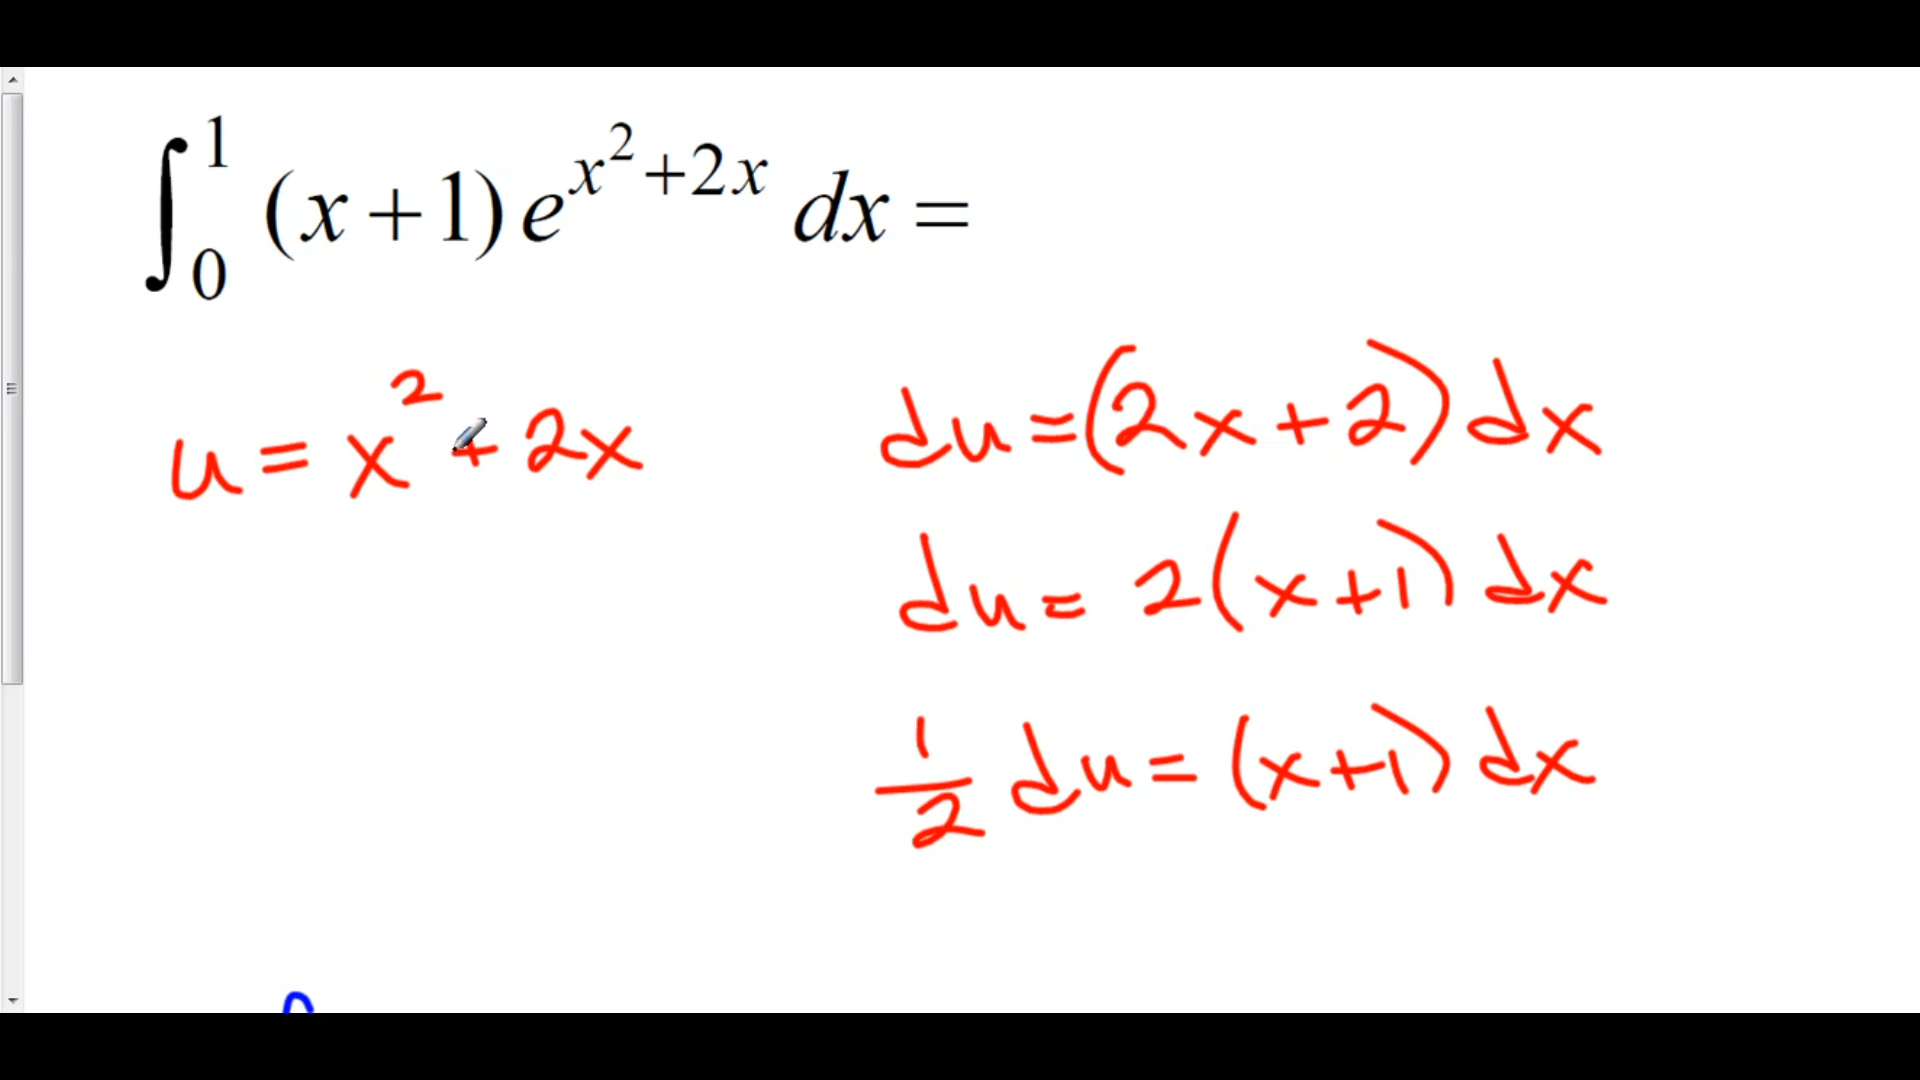 ∫₀¹ (x+1) e^{x²+2x} dx =
u = x² + 2x
du = (2x+2) dx
du = 2(x+1) dx
1/2 du = (x+1) dx